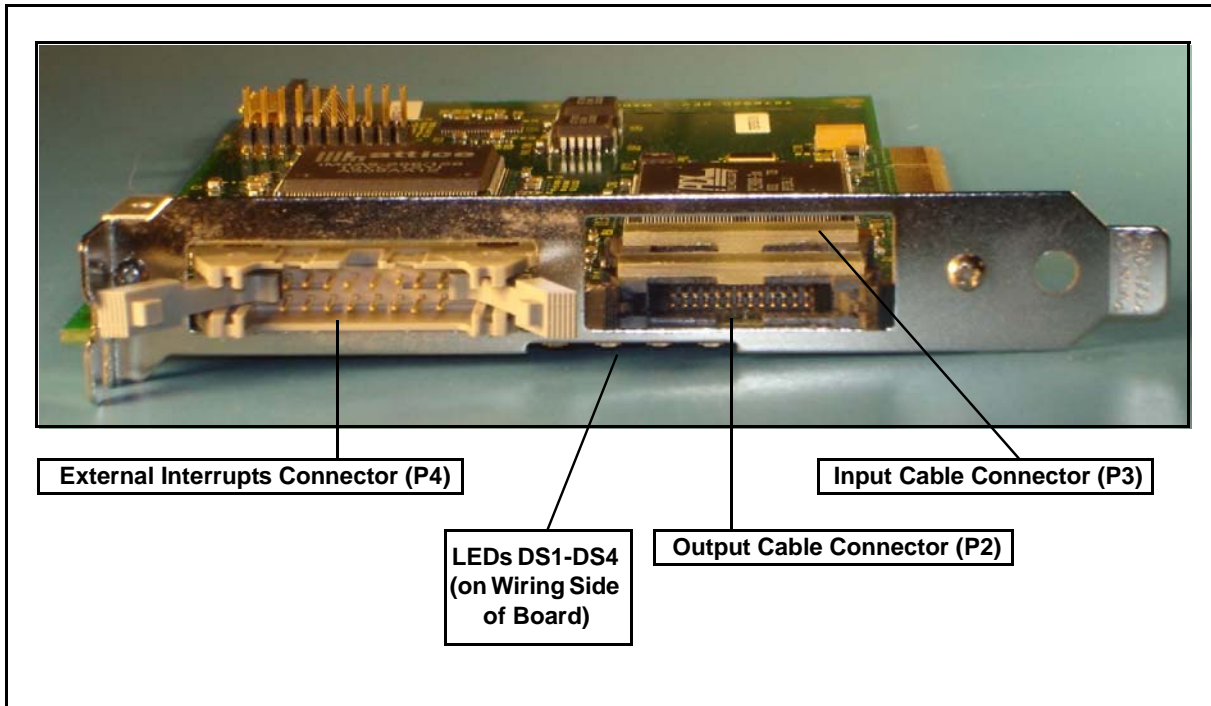 attice
External Interrupts Connector (P4)
Input Cable Connector (P3)
Output Cable Connector (P2)
LEDs DS1-DS4
(on Wiring Side
of Board)